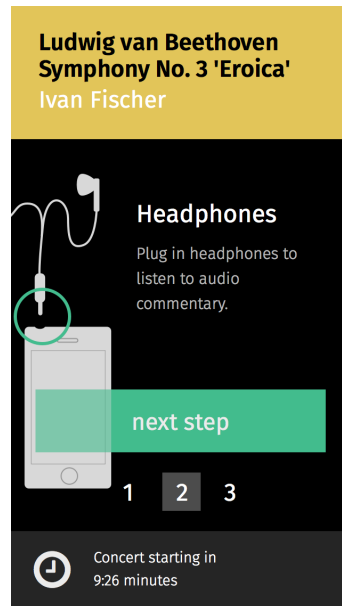 Ludwig van Beethoven
Symphony No. 3 'Eroica'
Ivan Fischer
Headphones
Plug in headphones to
listen to audio
commentary.
next step
1 2 3
Concert starting in
9:26 minutes